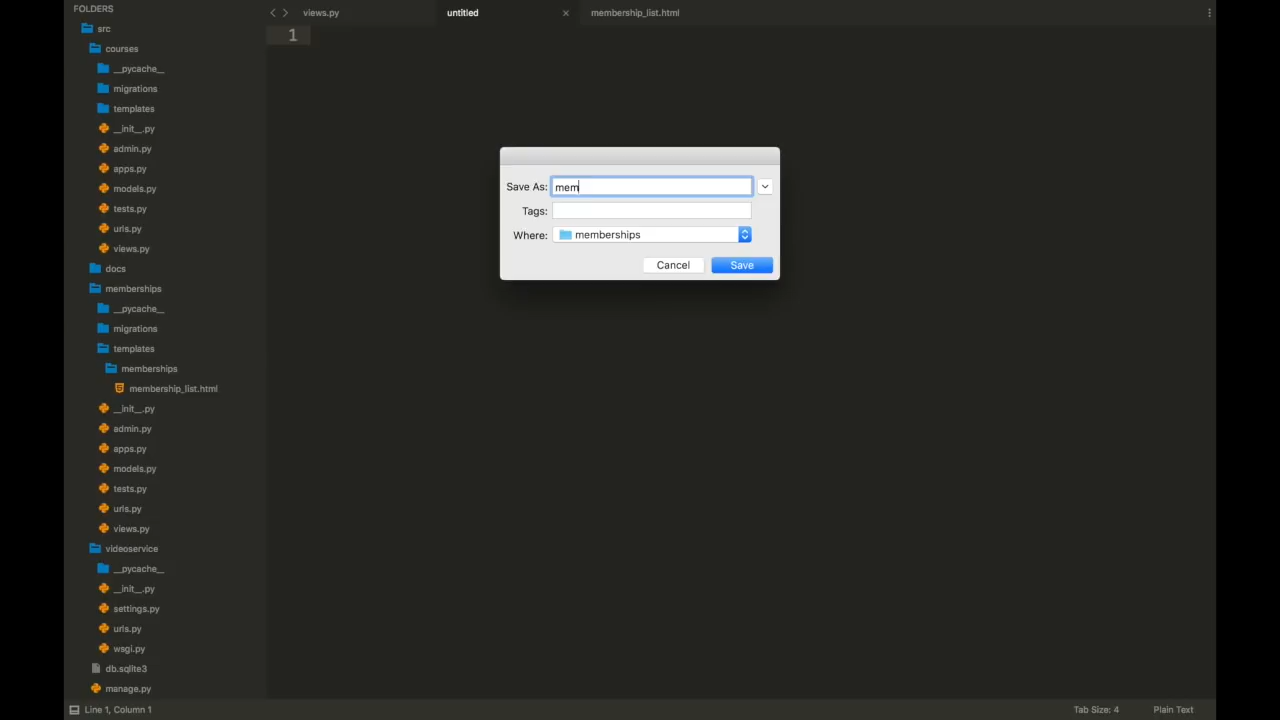 FOLDERS
src
courses
__pycache__
migrations
templates
__init__.py
admin.py
apps.py
models.py
tests.py
urls.py
views.py
docs
memberships
__pycache__
migrations
templates
memberships
membership_list.html
__init__.py
admin.py
apps.py
models.py
tests.py
urls.py
views.py
videoservice
__pycache__
__init__.py
settings.py
urls.py
wsgi.py
db.sqlite3
manage.py
views.py untitled membership_list.html
1
Save As: mem
Tags:
Where: memberships
Cancel Save
Line 1, Column 1 Tab Size: 4 Plain Text